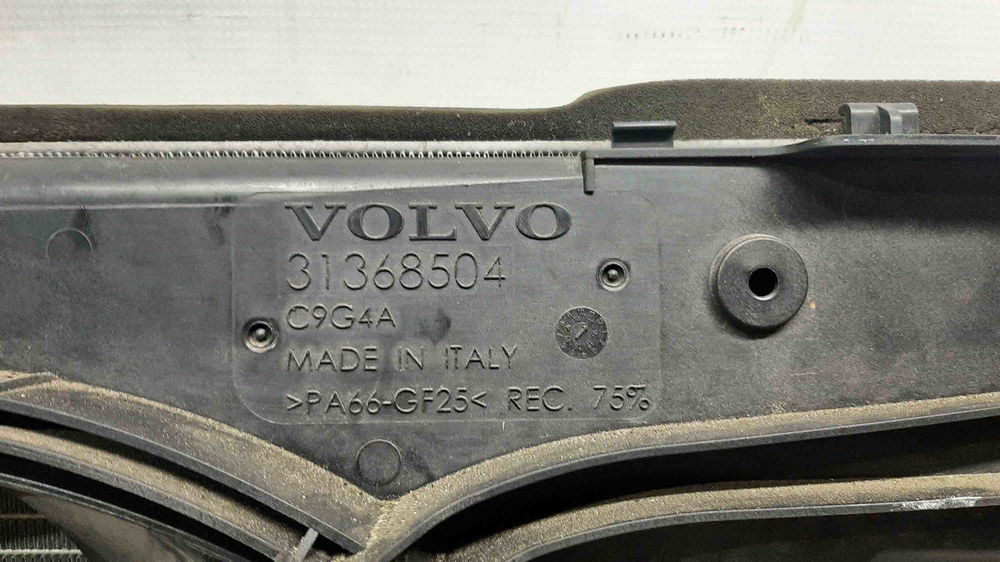 VOLVO
31368504
C9G4A
MADE IN ITALY
>PA66-GF25< REC. 75%